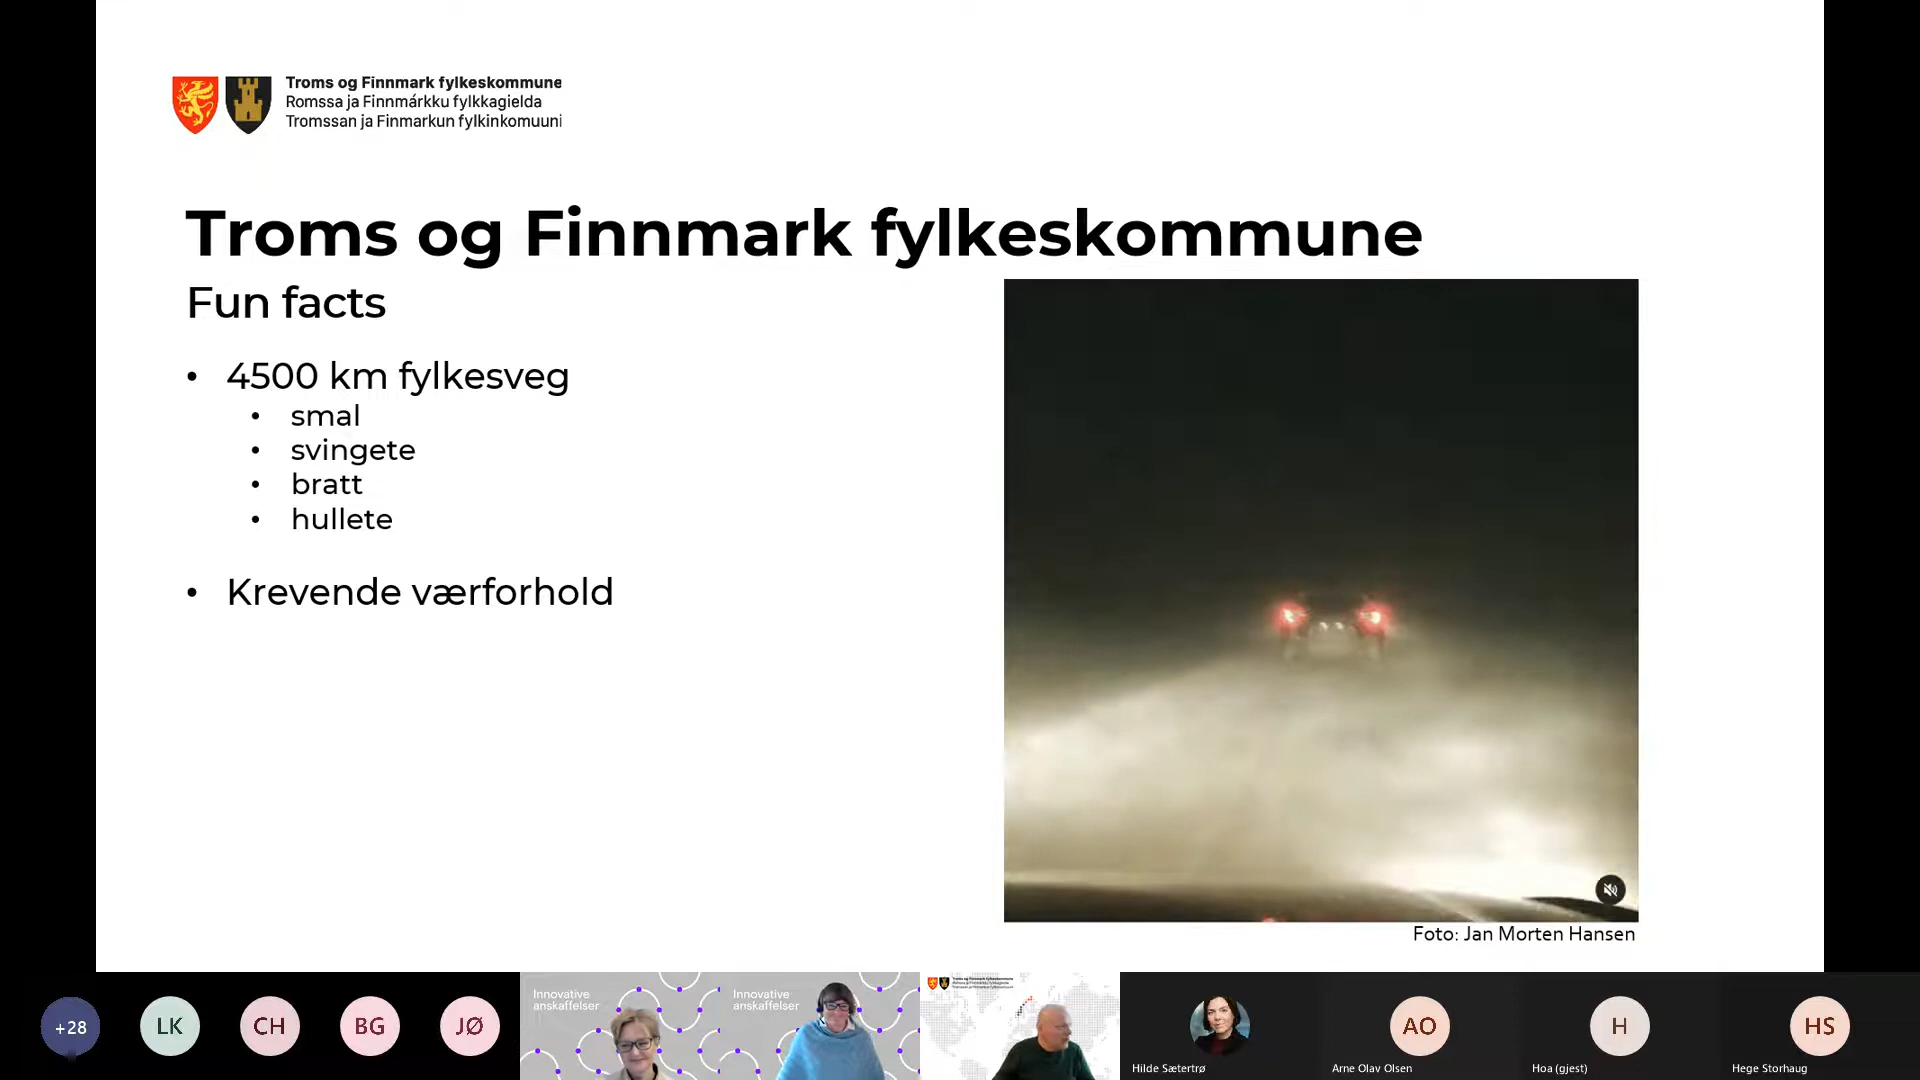 Troms og Finnmark fylkeskommune
Romssa ja Finnmárkku fylkkagielda
Tromssan ja Finmarkun fylkinkomuuni
Troms og Finnmark fylkeskommune
Fun facts
• 4500 km fylkesveg
• smal
• svingete
• bratt
• hullete
• Krevende værforhold
Foto: Jan Morten Hansen
+28
LK
CH
BG
JØ
Innovative
anskaffelser
Innovative
anskaffelser
Hilde Sætertrø
AO
Arne Olav Olsen
H
Hoa (gjest)
HS
Hege Storhaug